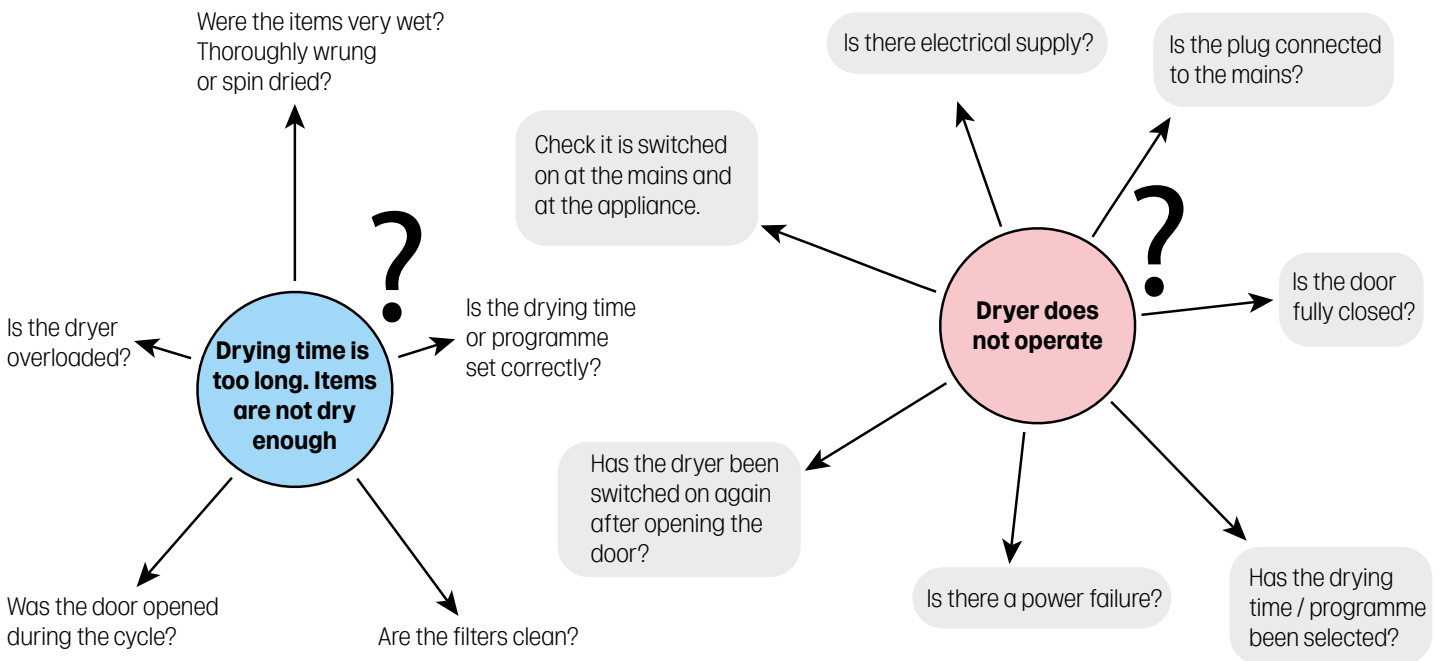 Were the items very wet?
Thoroughly wrung
or spin dried?
?
Is the dryer
overloaded?
Drying time is
too long. Items
are not dry
enough
Is the drying time
or programme
set correctly?
Was the door opened
during the cycle?
Are the filters clean?
Is there electrical supply?
Is the plug connected
to the mains?
Check it is switched
on at the mains and
at the appliance.
?
Dryer does
not operate
Is the door
fully closed?
Has the dryer been
switched on again
after opening the
door?
Is there a power failure?
Has the drying
time / programme
been selected?